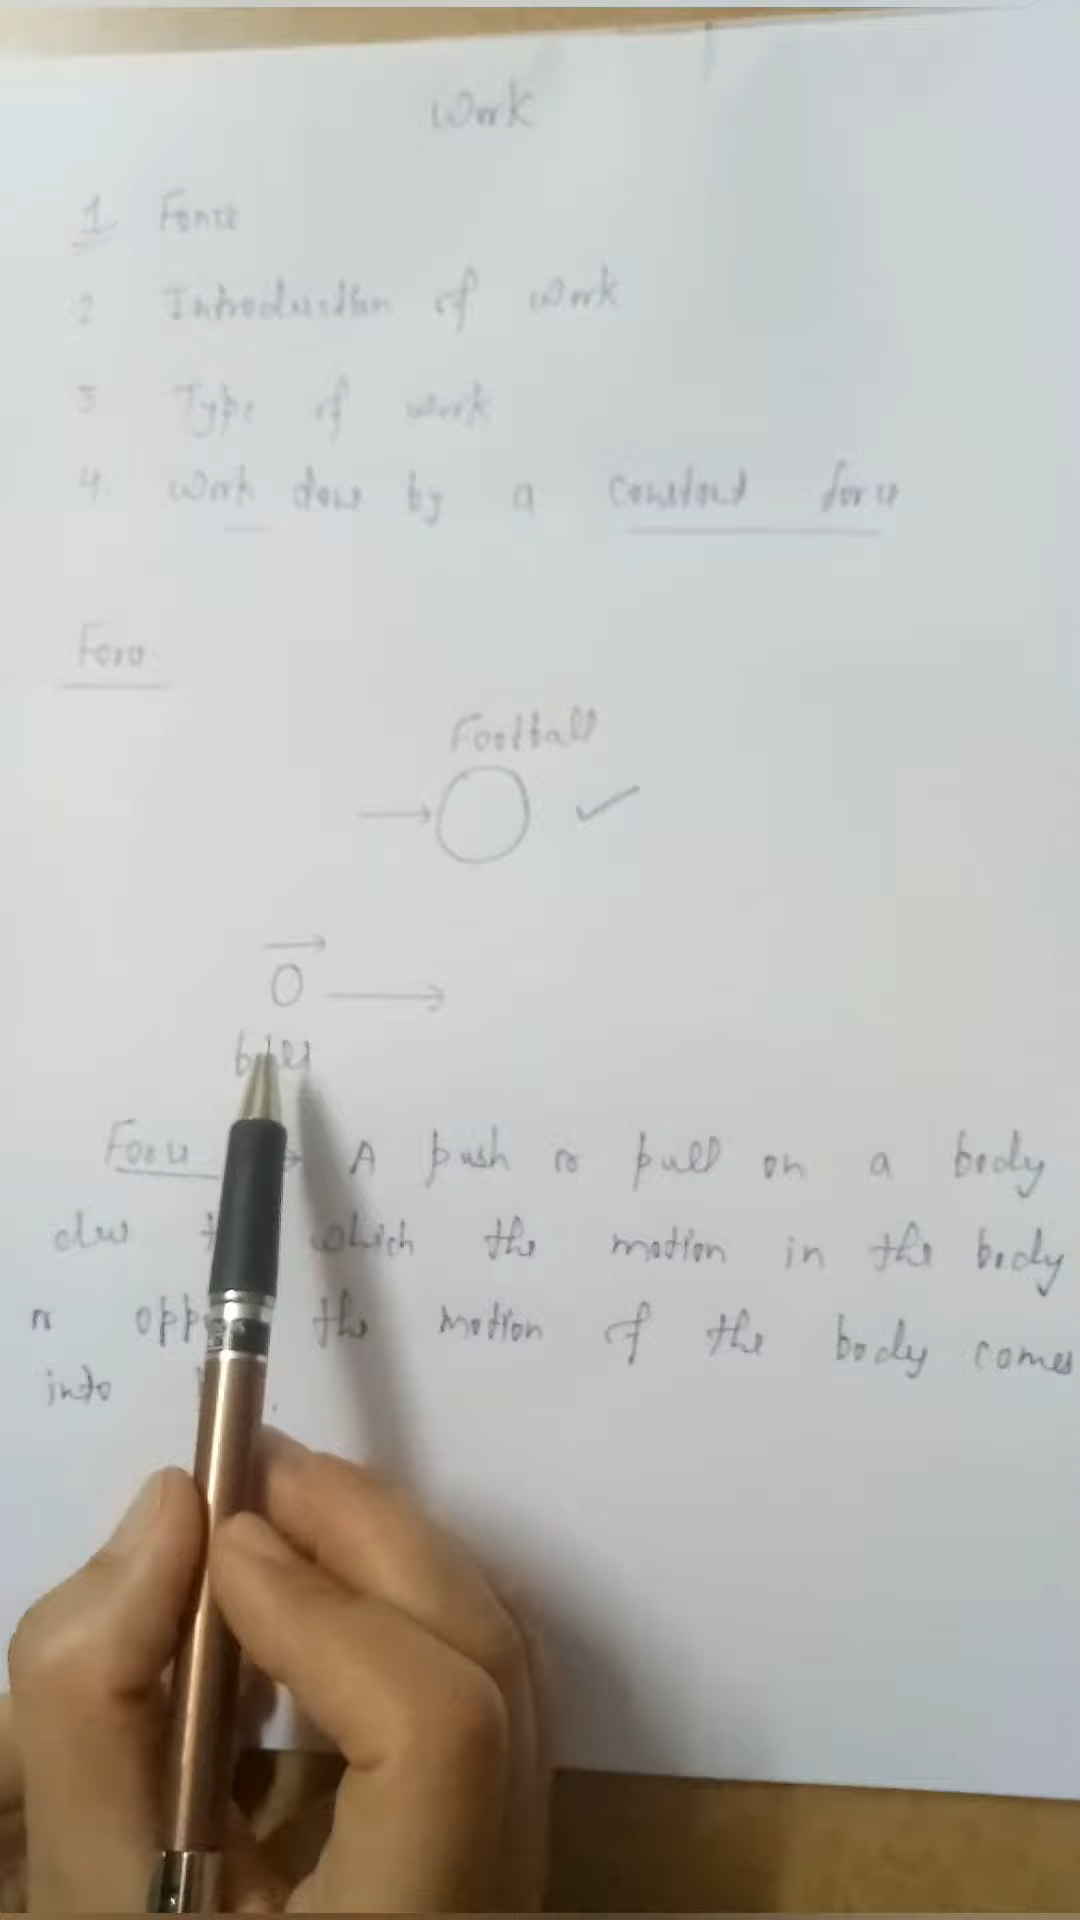 Work
1 Force
2 Introduction of work
3 Type of work
4. work done by a constant force
Force
Football
Force A push or pull on a body
due which the motion in the body
or the motion of the body comes
into